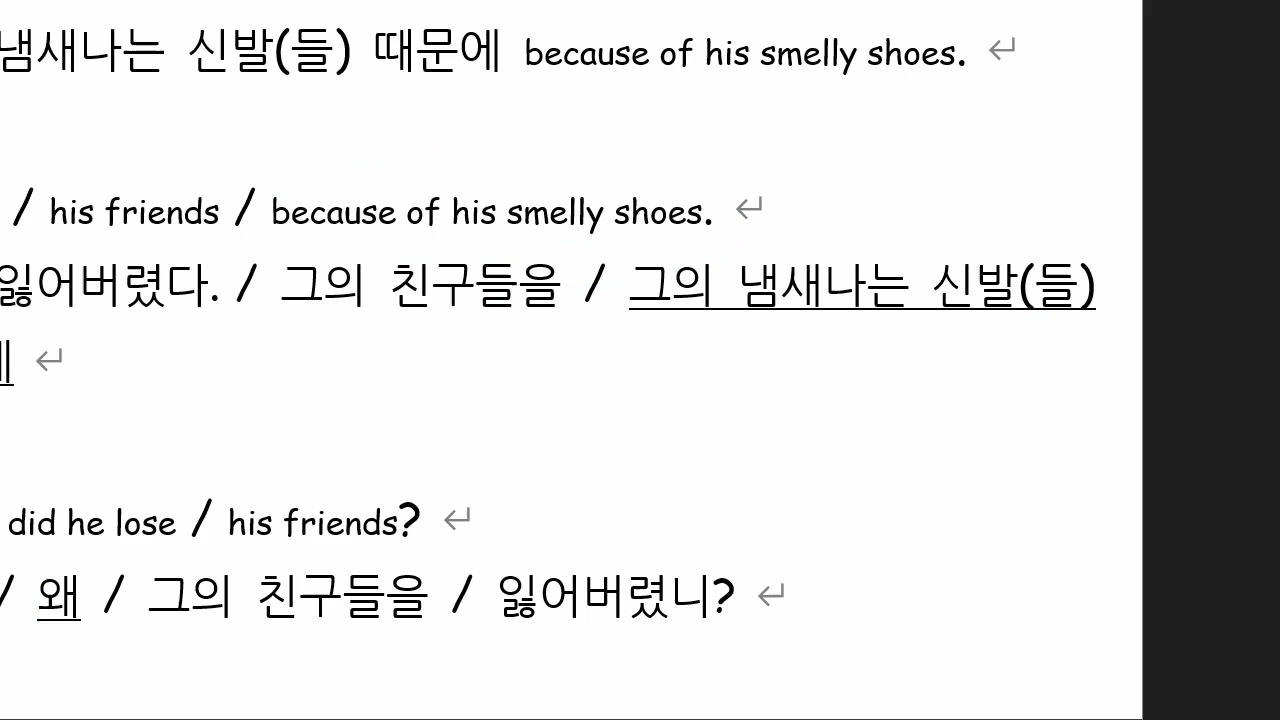 냄새나는 신발(들) 때문에 because of his smelly shoes. ↵
/ his friends / because of his smelly shoes. ↵
잃어버렸다. / 그의 친구들을 / 그의 냄새나는 신발(들)
↵
did he lose / his friends? ↵
/ 왜 / 그의 친구들을 / 잃어버렸니? ↵